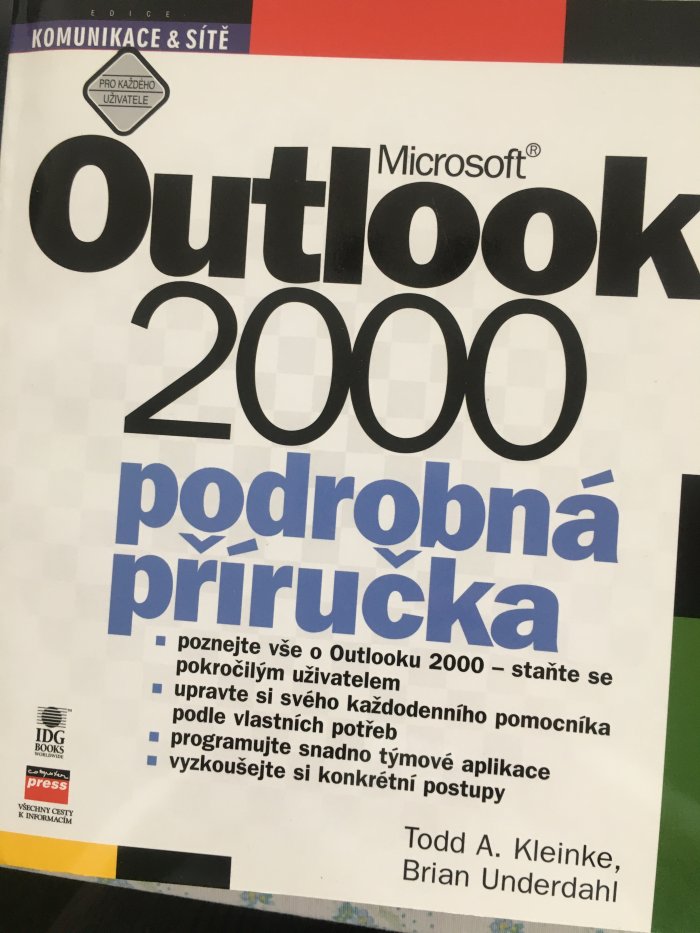 EDICE
KOMUNIKACE & SÍTĚ
PRO KAŽDÉHO
UŽIVATELE
Microsoft®
Outlook
2000
podrobná
příručka
▪ poznejte vše o Outlooku 2000 – staňte se
pokročilým uživatelem
▪ upravte si svého každodenního pomocníka
podle vlastních potřeb
▪ programujte snadno týmové aplikace
▪ vyzkoušejte si konkrétní postupy
IDG
BOOKS
WORLDWIDE
™
computer
press
VŠECHNY CESTY
K INFORMACÍM
Todd A. Kleinke,
Brian Underdahl